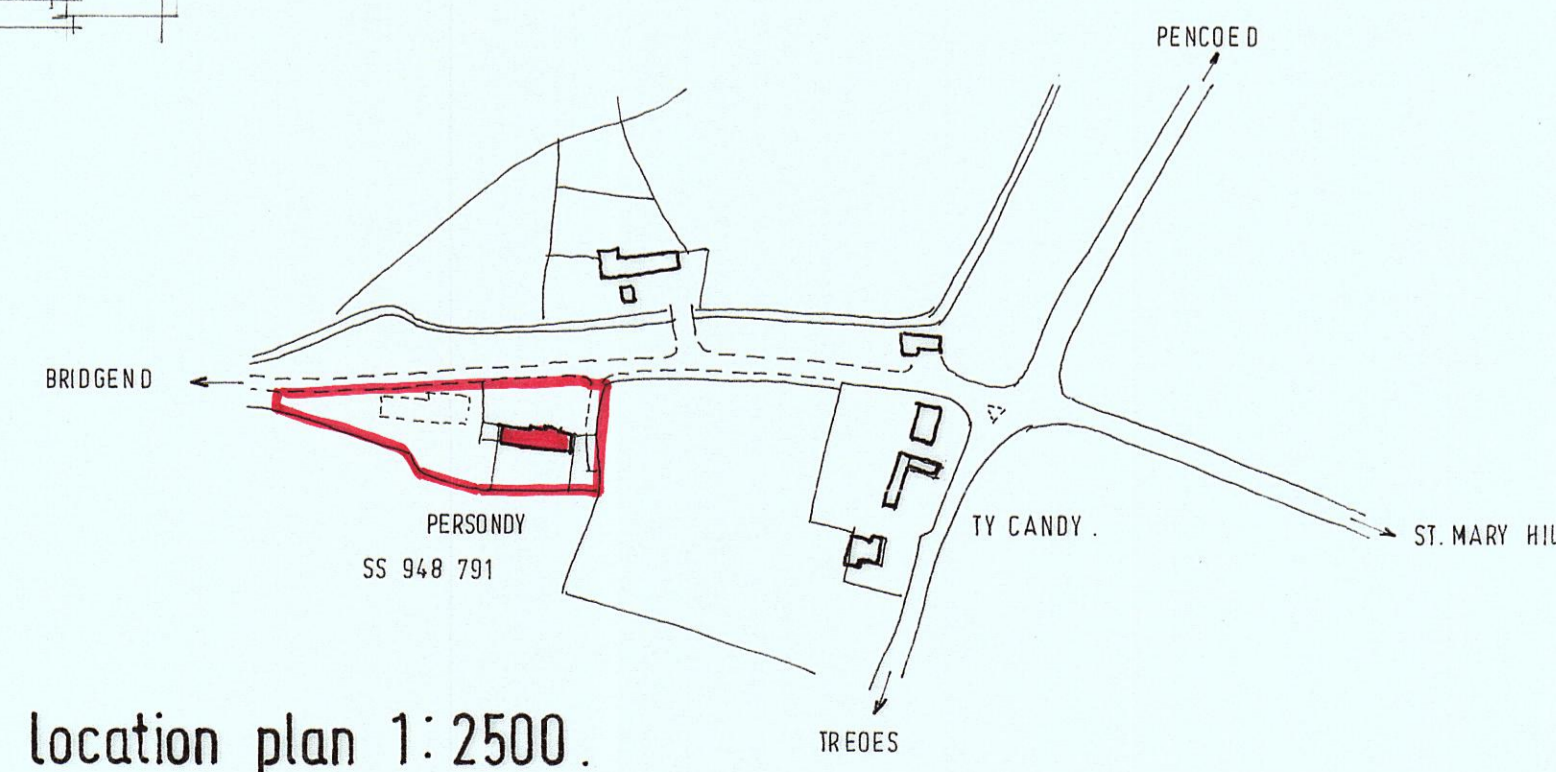 PENCOED
BRIDGEND
PERSONDY
SS 948 791
TY CANDY .
ST. MARY HIL
TREOES
location plan 1:2500.